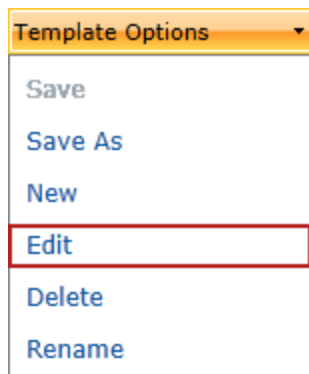 Template Options
Save
Save As
New
Edit
Delete
Rename